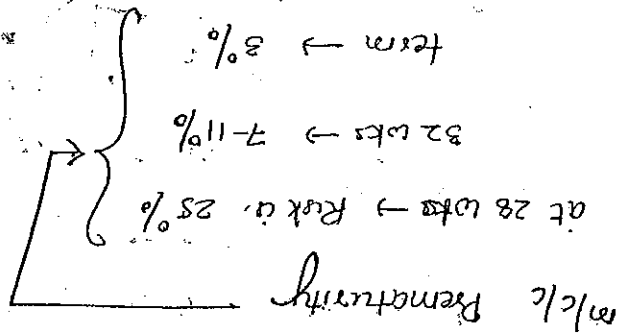 m/c/c Prematurity
at 28 wks → Risk is 25%
32 wks → 7-11%
term → 3%